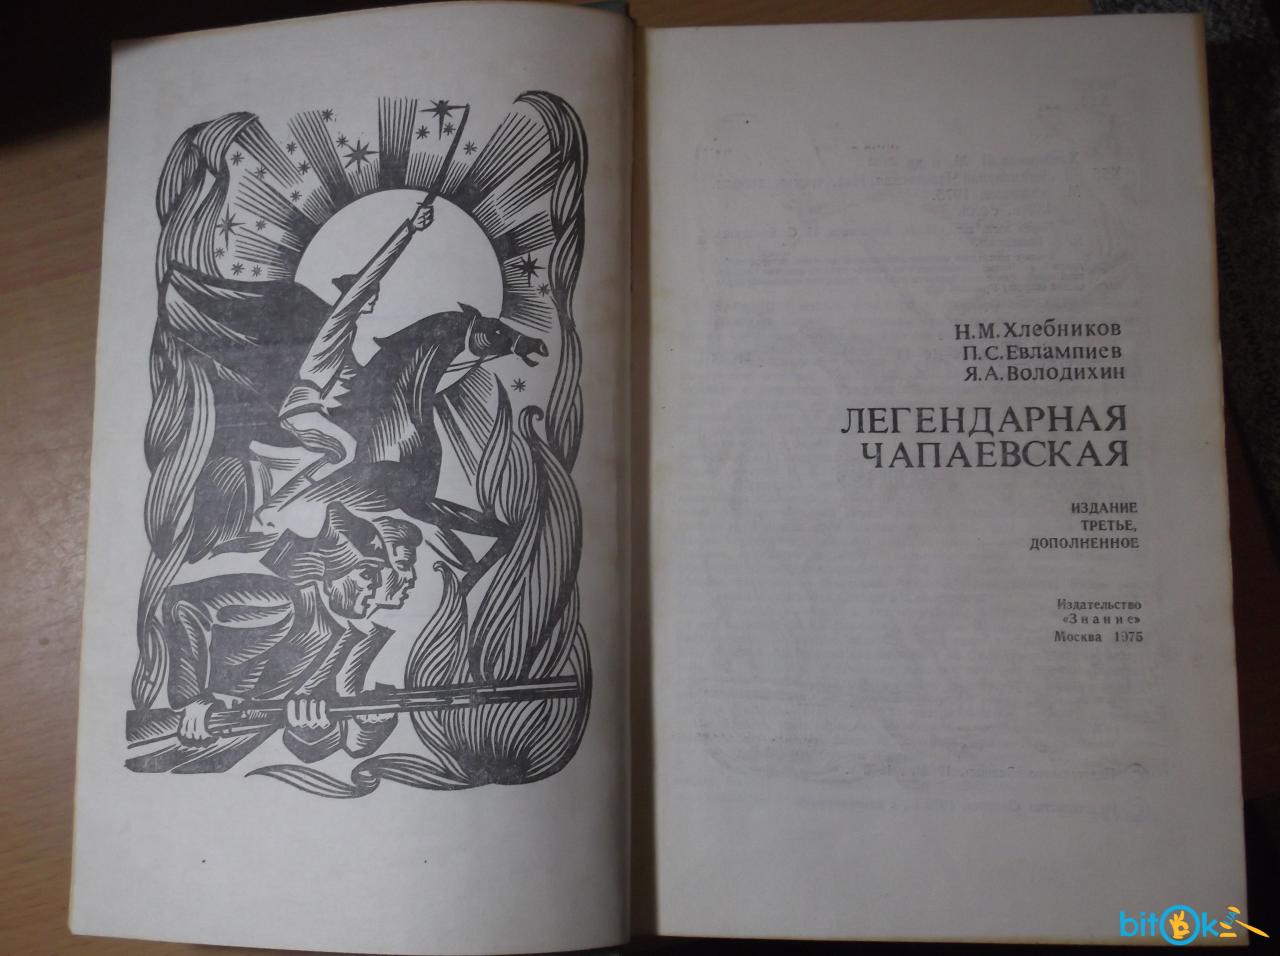 Н.М.Хлебников
П.С.Евлампиев
Я.А.Володихин
ЛЕГЕНДАРНАЯ
ЧАПАЕВСКАЯ
ИЗДАНИЕ
ТРЕТЬЕ,
ДОПОЛНЕННОЕ
Издательство
«Знание»
Москва 1975
bitOk